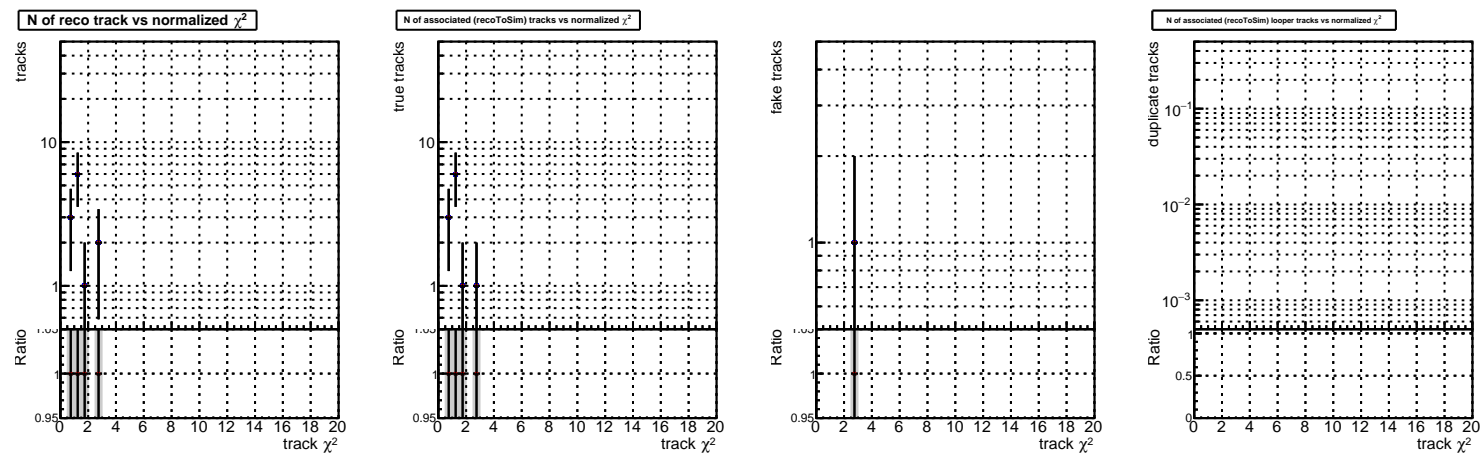 N of reco track vs normalized χ²
tracks
10
1
Ratio
1.05
1
0.95
0 2 4 6 8 10 12 14 16 18 20
track χ²
N of associated (recoToSim) tracks vs normalized χ²
true tracks
10
1
Ratio
1.05
1
0.95
0 2 4 6 8 10 12 14 16 18 20
track χ²
fake tracks
1
Ratio
1.05
1
0.95
0 2 4 6 8 10 12 14 16 18 20
track χ²
N of associated (recoToSim) looper tracks vs normalized χ²
duplicate tracks
10⁻¹
10⁻²
10⁻³
Ratio
1
0.5
0
0 2 4 6 8 10 12 14 16 18 20
track χ²